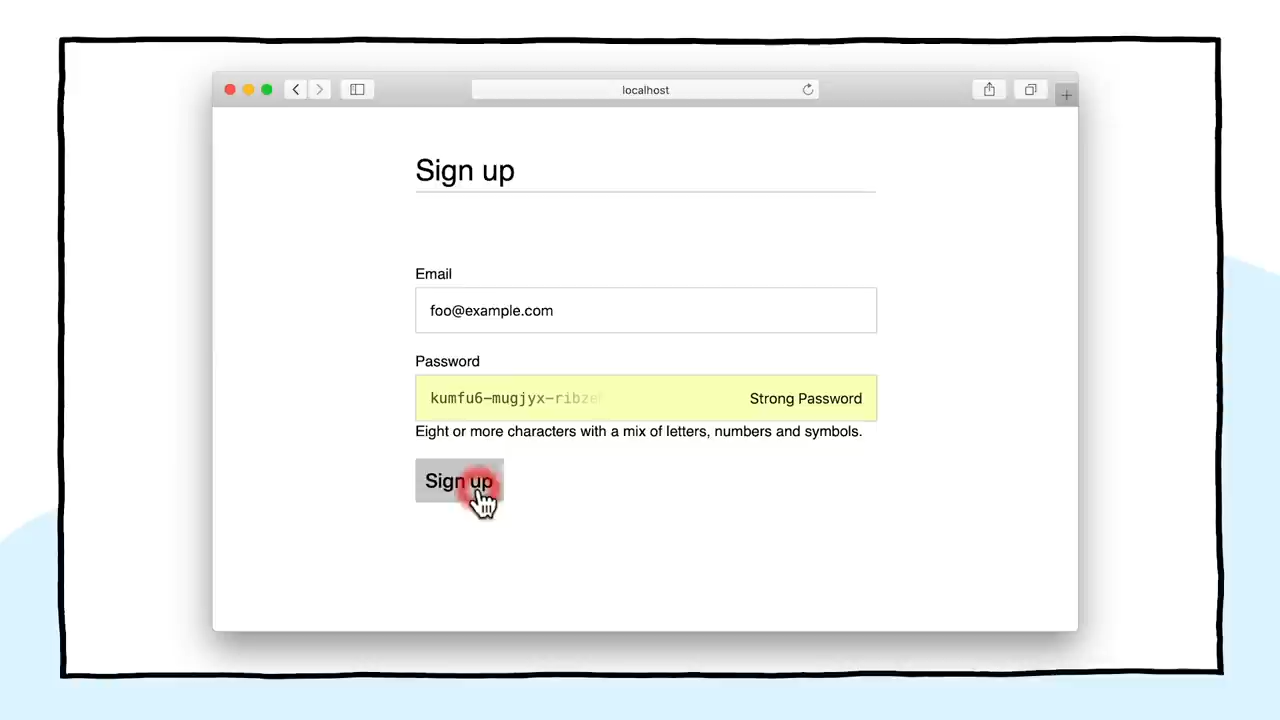 localhost
Sign up
Email
foo@example.com
Password
kumfu6-mugjyx-ribze Strong Password
Eight or more characters with a mix of letters, numbers and symbols.
Sign up